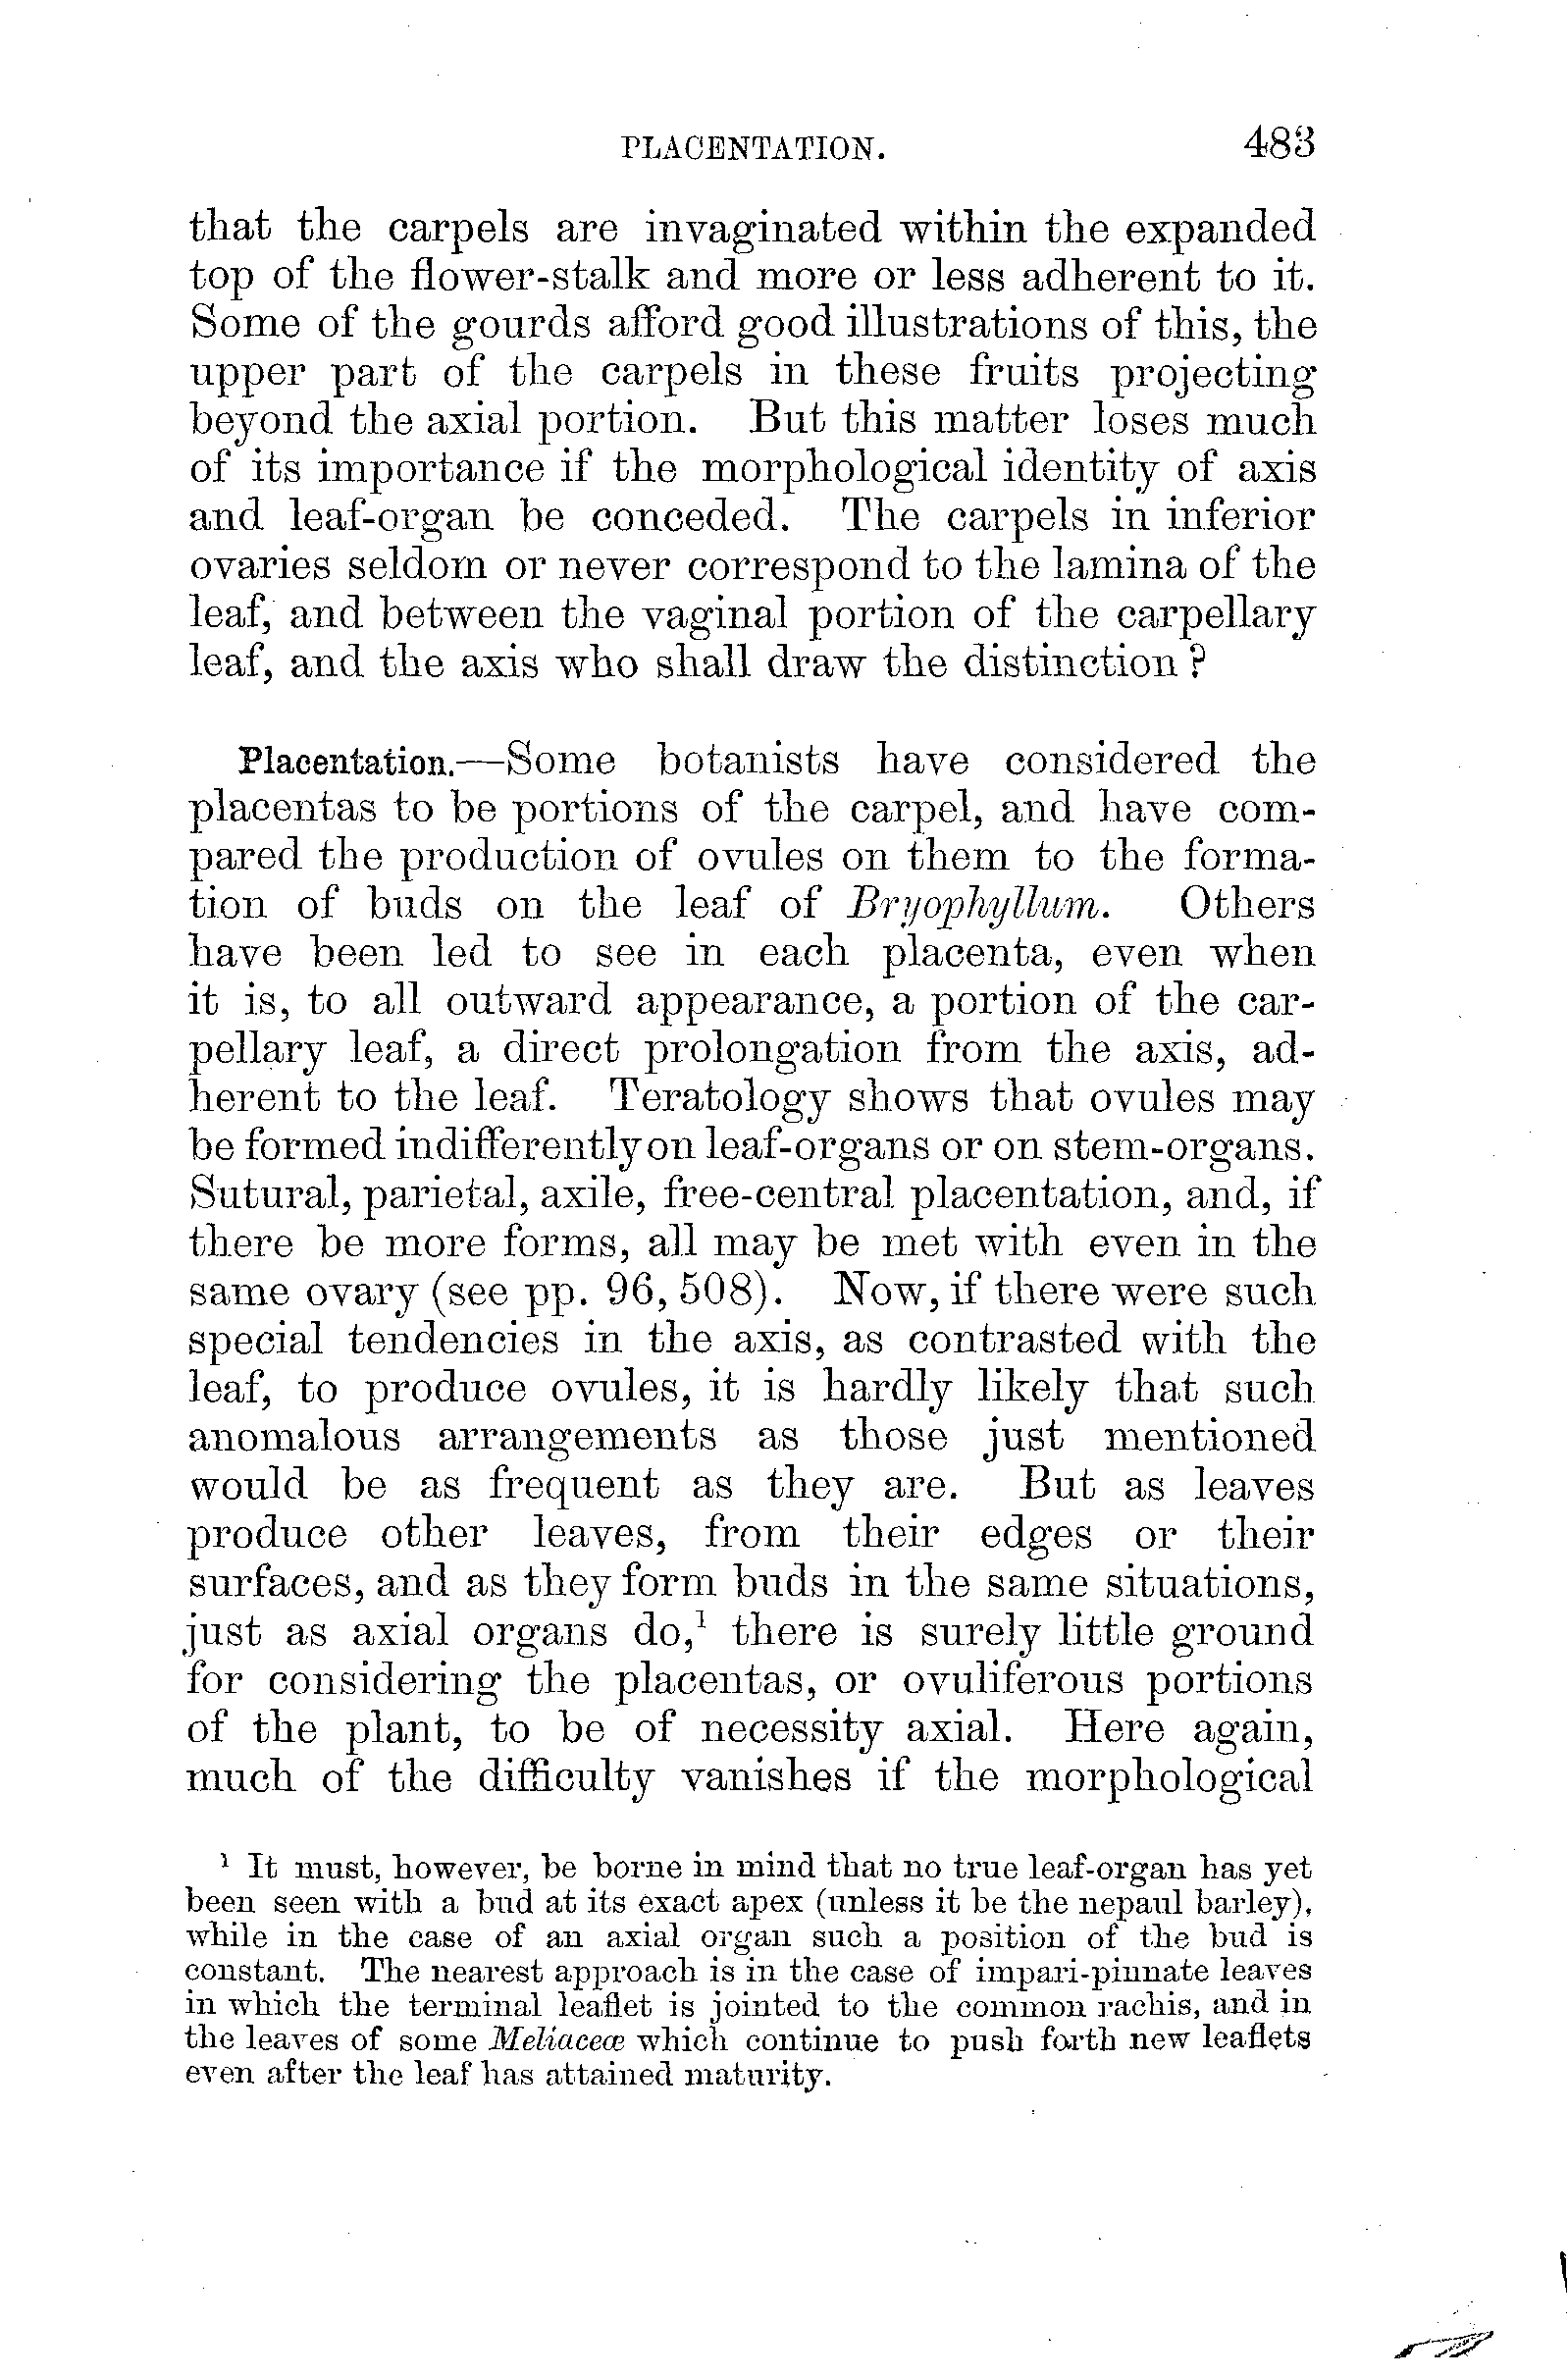 PLACENTATION. 483
that the carpels are invaginated within the expanded
top of the flower-stalk and more or less adherent to it.
Some of the gourds afford good illustrations of this, the
upper part of the carpels in these fruits projecting
beyond the axial portion. But this matter loses much
of its importance if the morphological identity of axis
and leaf-organ be conceded. The carpels in inferior
ovaries seldom or never correspond to the lamina of the
leaf, and between the vaginal portion of the carpellary
leaf, and the axis who shall draw the distinction?
Placentation.—Some botanists have considered the
placentas to be portions of the carpel, and have com-
pared the production of ovules on them to the forma-
tion of buds on the leaf of Bryophyllum. Others
have been led to see in each placenta, even when
it is, to all outward appearance, a portion of the car-
pellary leaf, a direct prolongation from the axis, ad-
herent to the leaf. Teratology shows that ovules may
be formed indifferently on leaf-organs or on stem-organs.
Sutural, parietal, axile, free-central placentation, and, if
there be more forms, all may be met with even in the
same ovary (see pp. 96, 508). Now, if there were such
special tendencies in the axis, as contrasted with the
leaf, to produce ovules, it is hardly likely that such
anomalous arrangements as those just mentioned
would be as frequent as they are. But as leaves
produce other leaves, from their edges or their
surfaces, and as they form buds in the same situations,
just as axial organs do,¹ there is surely little ground
for considering the placentas, or ovuliferous portions
of the plant, to be of necessity axial. Here again,
much of the difficulty vanishes if the morphological
¹ It must, however, be borne in mind that no true leaf-organ has yet
been seen with a bud at its exact apex (unless it be the nepaul barley),
while in the case of an axial organ such a position of the bud is
constant. The nearest approach is in the case of impari-pinnate leaves
in which the terminal leaflet is jointed to the common rachis, and in
the leaves of some Meliaceæ which continue to push forth new leaflets
even after the leaf has attained maturity.